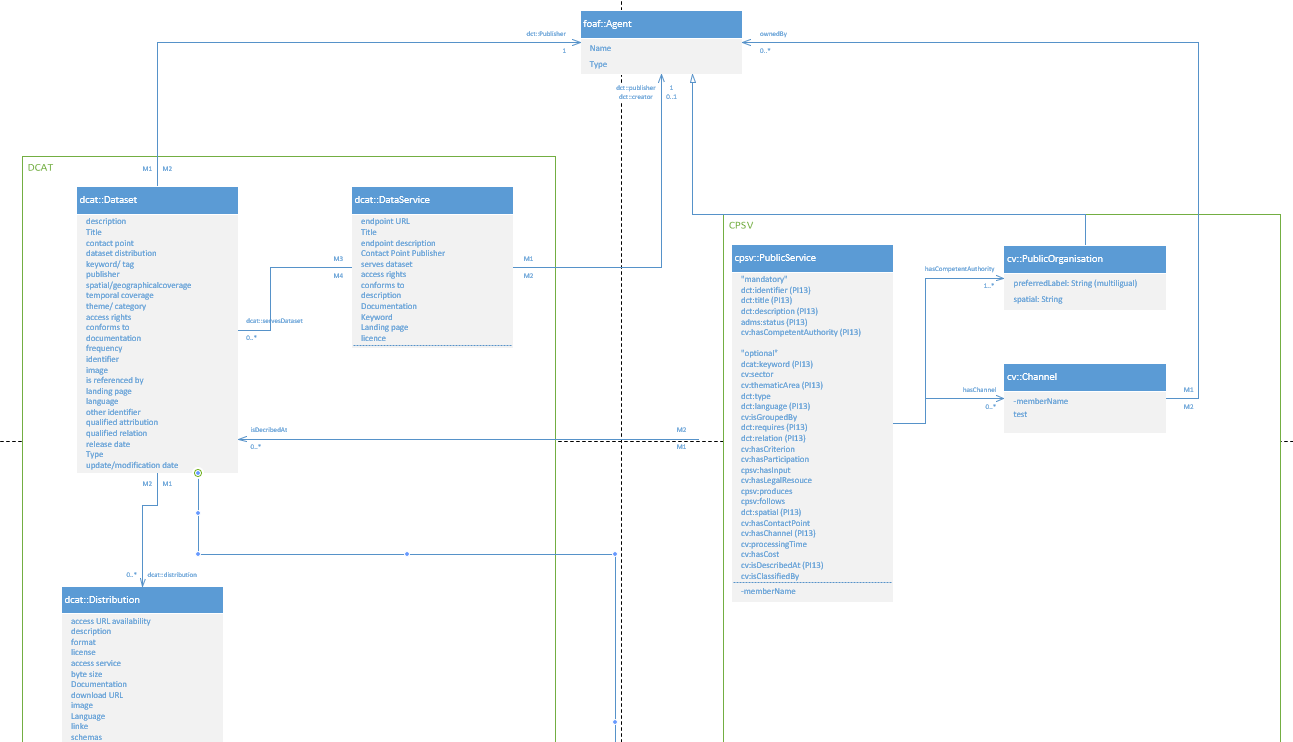 foaf::Agent
Name
Type
dct::Publisher
1
ownedBy
0..*
dct::publisher
1
dct::creator
0..1
DCAT
M1
M2
dcat::Dataset
description
Title
contact point
dataset distribution
keyword/ tag
publisher
spatial/geographicalcoverage
temporal coverage
theme/ category
access rights
conforms to
documentation
frequency
identifier
image
is referenced by
landing page
language
other identifier
qualified attribution
qualified relation
release date
Type
update/modification date
dcat::DataService
endpoint URL
Title
endpoint description
Contact Point Publisher
serves dataset
access rights
conforms to
description
Documentation
Keyword
Landing page
licence
M3
M4
M1
M2
dcat::servesDataset
0..*
isDecribedAt
0..*
M2
M1
M2
M1
0..*
dcat::distribution
dcat::Distribution
access URL availability
description
format
license
access service
byte size
Documentation
download URL
image
Language
linke
schemas
CPSV
cpsv::PublicService
"mandatory"
dct:identifier (PI13)
dct:title (PI13)
dct:description (PI13)
adms:status (PI13)
cv:hasCompetentAuthority (PI13)
"optional"
dcat:keyword (PI13)
cv:sector
cv:thematicArea (PI13)
dct:type
dct:language (PI13)
cv:isGroupedBy
dct:requires (PI13)
dct:relation (PI13)
cv:hasCriterion
cv:hasParticipation
cpsv:hasInput
cv:hasLegalResouce
cpsv:produces
cpsv:follows
dct:spatial (PI13)
cv:hasContactPoint
cv:hasChannel (PI13)
cv:processingTime
cv:hasCost
cv:isDescribedAt (PI13)
cv:isClassifiedBy
-memberName
hasCompetentAuthority
1..*
cv::PublicOrganisation
preferredLabel: String (multiligual)
spatial: String
hasChannel
0..*
cv::Channel
-memberName
test
M1
M2